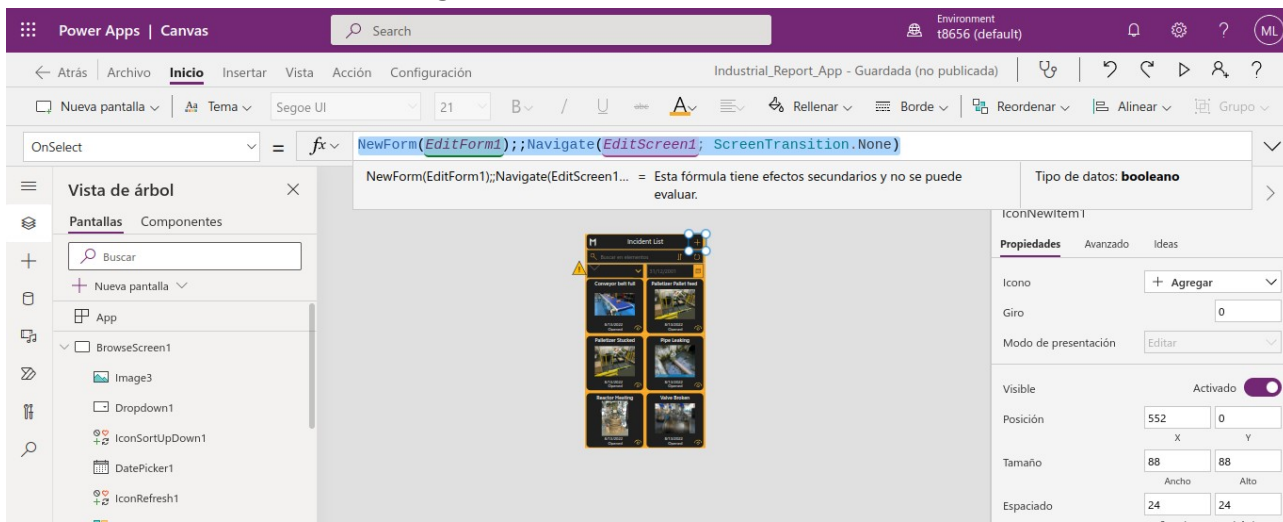 Power Apps | Canvas
Search
Environment
t8656 (default)
ML
Atrás
Archivo
Inicio
Insertar
Vista
Acción
Configuración
Industrial_Report_App - Guardada (no publicada)
Nueva pantalla
Tema
Segoe UI
21
B
/
U
abc
A
Rellenar
Borde
Reordenar
Alinear
Grupo
OnSelect
=
fx
NewForm(EditForm1);;Navigate(EditScreen1; ScreenTransition.None)
NewForm(EditForm1);;Navigate(EditScreen1... = Esta fórmula tiene efectos secundarios y no se puede
evaluar.
Tipo de datos: booleano
Vista de árbol
Pantallas
Componentes
Buscar
Nueva pantalla
App
BrowseScreen1
Image3
Dropdown1
IconSortUpDown1
DatePicker1
IconRefresh1
Incident List
Buscar en elementos
Conveyor belt full
Palletizer Pallet feed
Palletizer Stucked
Pipe Leaking
Reactor Heating
Valve Broken
IconNewItem1
Propiedades
Avanzado
Ideas
Icono
+ Agregar
Giro
0
Modo de presentación
Editar
Visible
Activado
Posición
552
0
X
Y
Tamaño
88
88
Ancho
Alto
Espaciado
24
24